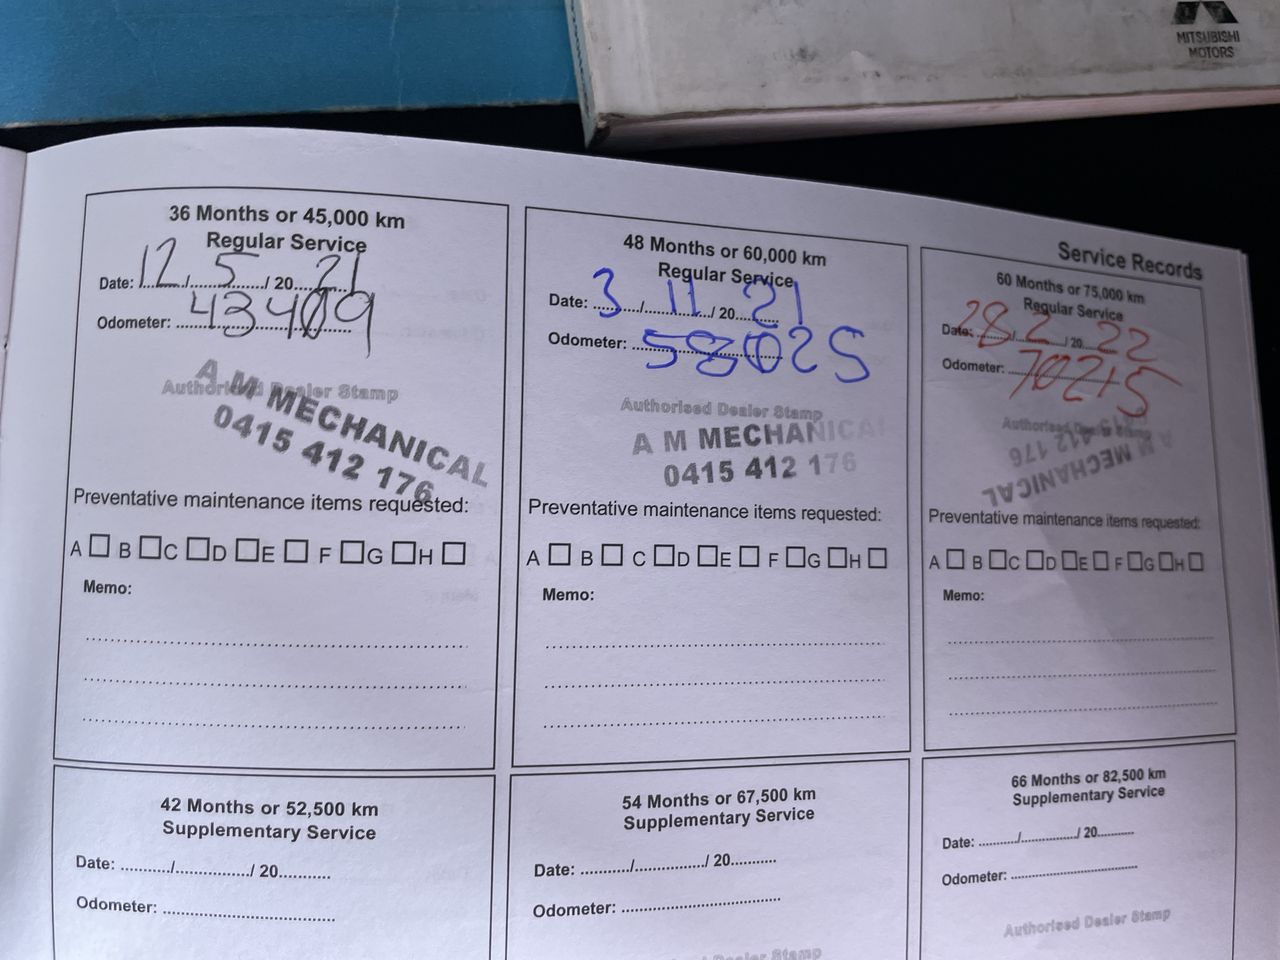 MITSUBISHI
MOTORS
Service Records
36 Months or 45,000 km
Regular Service
Date: 12 / 5 / 20 21
Odometer: 43409
Authorised Dealer Stamp
A M MECHANICAL
0415 412 176
Preventative maintenance items requested:
A B C D E F G H
Memo:
48 Months or 60,000 km
Regular Service
Date: 3 / 11 / 20 21
Odometer: 58025
Authorised Dealer Stamp
A M MECHANICAL
0415 412 176
Preventative maintenance items requested:
A B C D E F G H
Memo:
60 Months or 75,000 km
Regular Service
Date: 28 / 2 / 20 22
Odometer: 70215
Authorised Dealer Stamp
A M MECHANICAL
0415 412 176
Preventative maintenance items requested:
A B C D E F G H
Memo:
42 Months or 52,500 km
Supplementary Service
Date: ........../.............../ 20...........
Odometer: ....................................
54 Months or 67,500 km
Supplementary Service
Date: ........../.............../ 20...........
Odometer: ....................................
Dealer Stamp
66 Months or 82,500 km
Supplementary Service
Date: ........../.............../ 20...........
Odometer: ....................................
Authorised Dealer Stamp